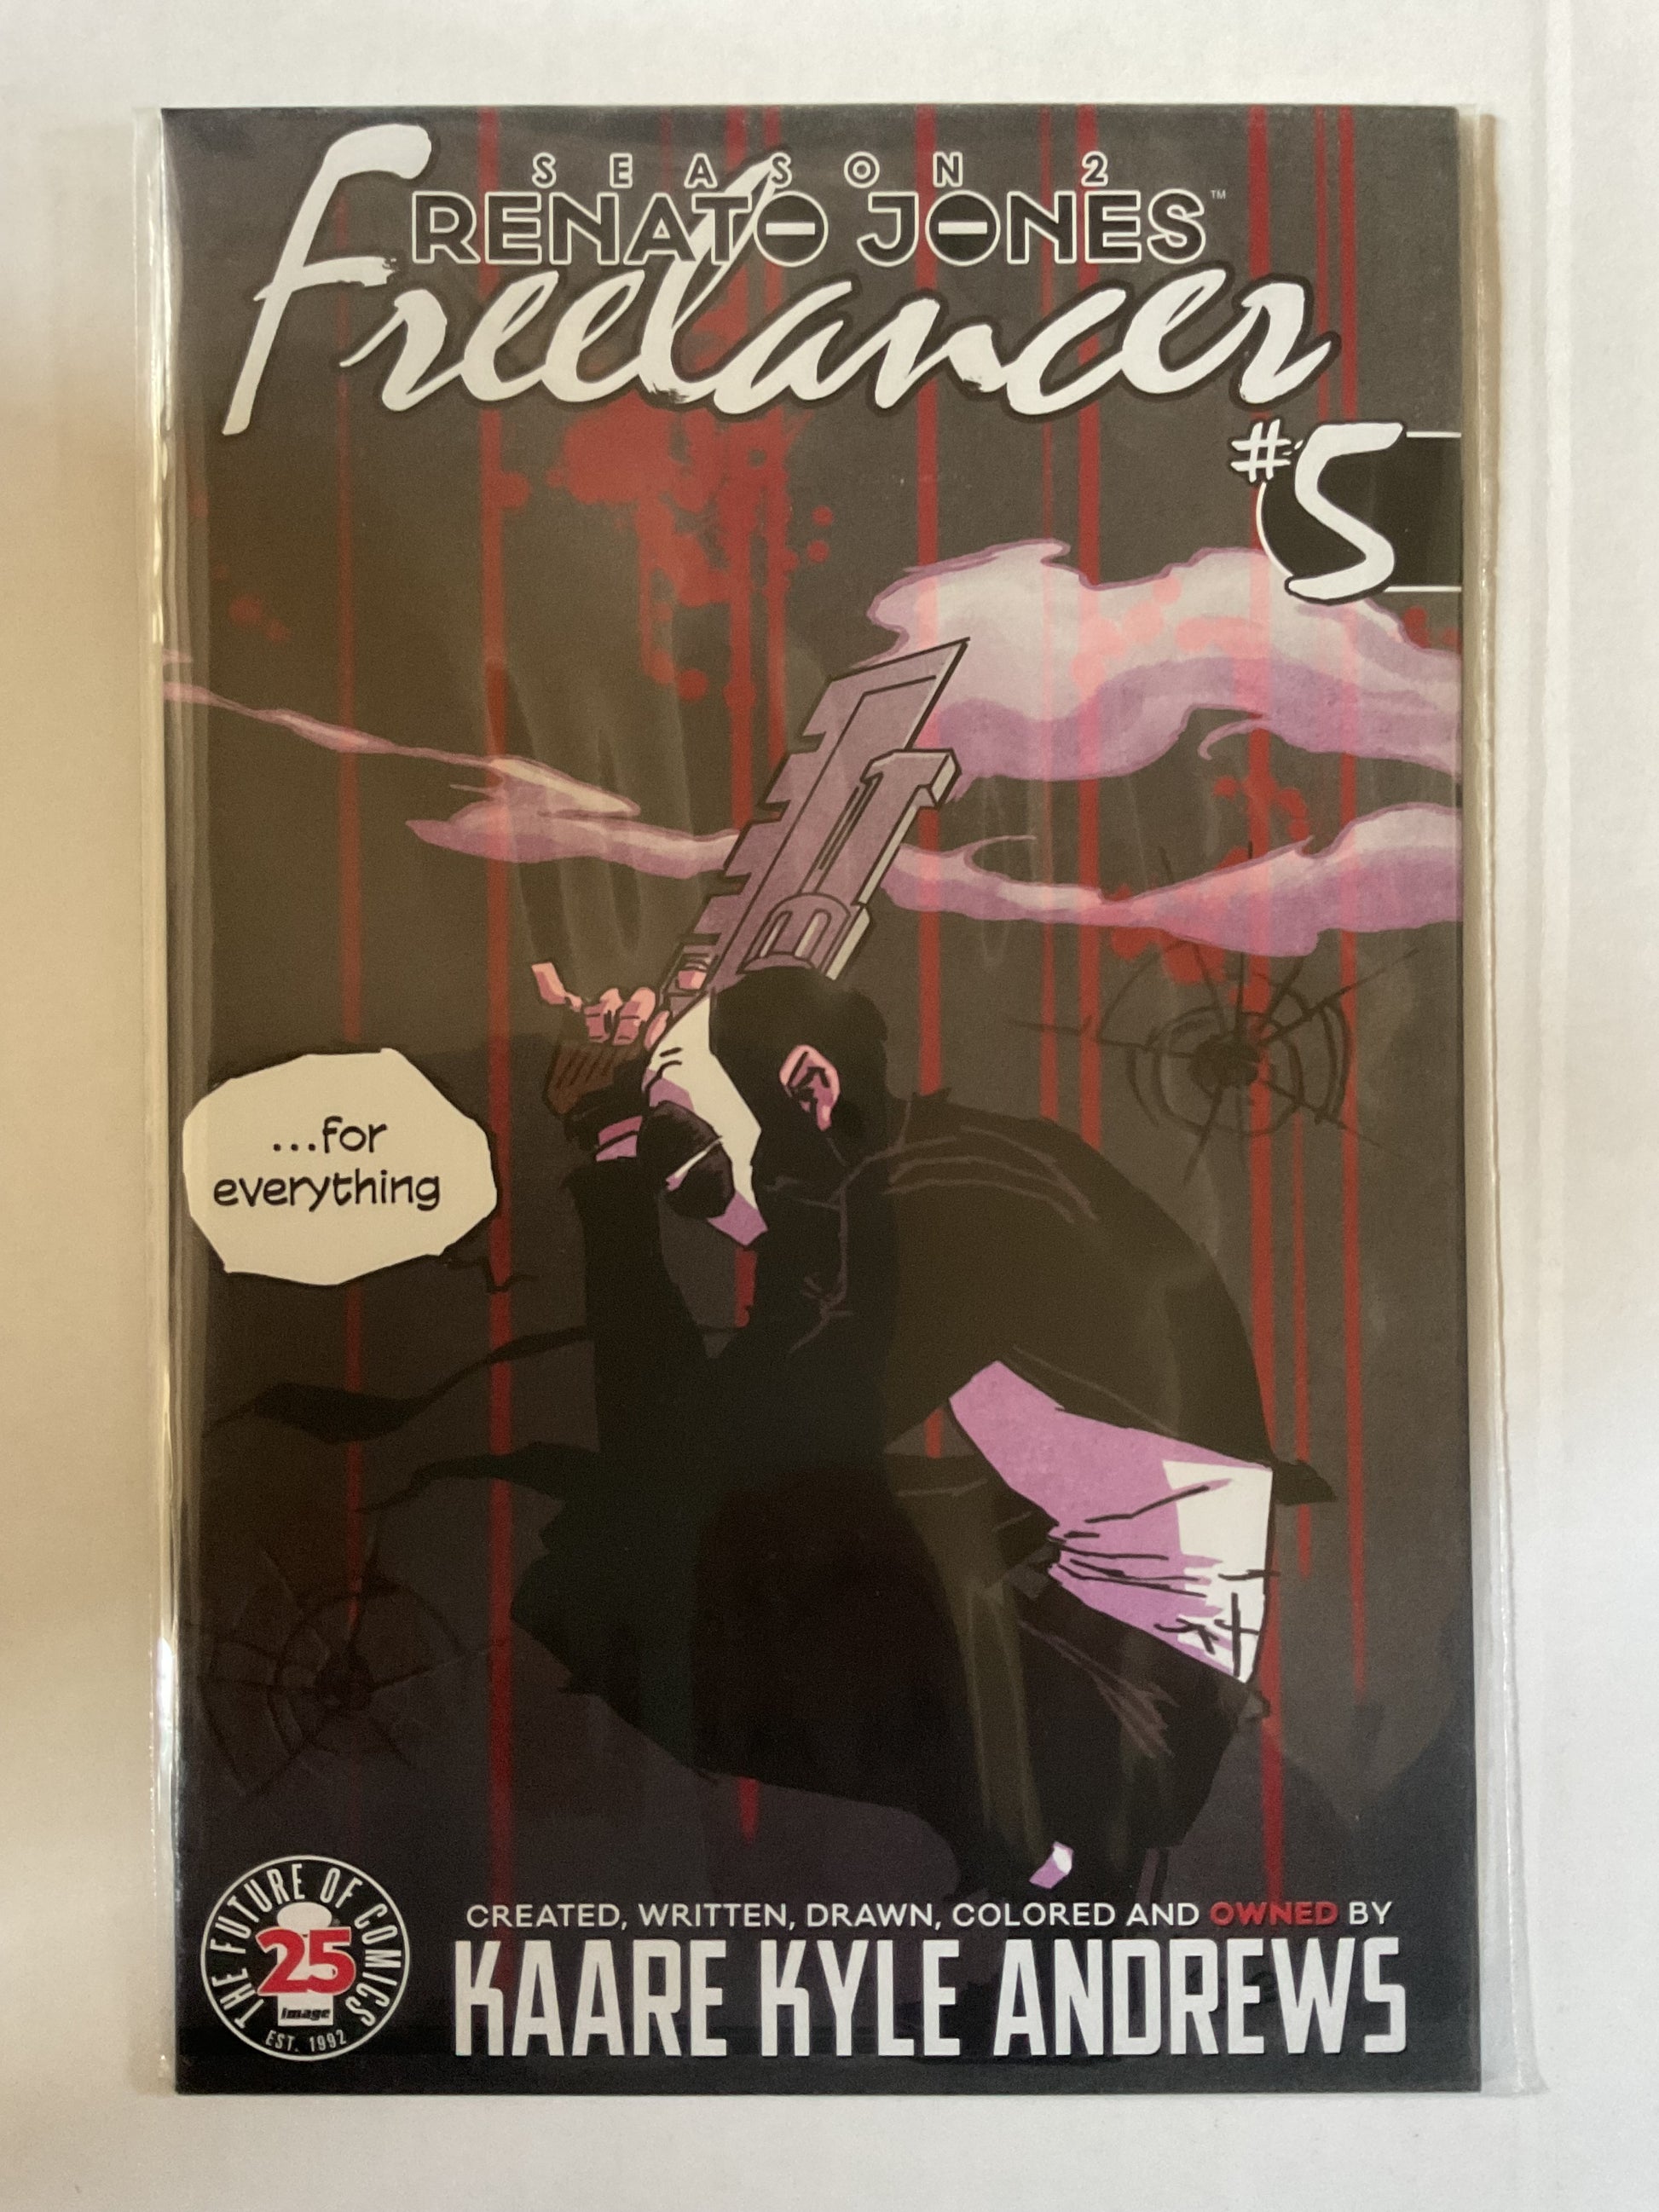 SEASON 2
RENATO JONES™
Freelancer
#5
...for
everything
THE FUTURE OF COMICS
25
image
EST. 1992
CREATED, WRITTEN, DRAWN, COLORED AND OWNED BY
KAARE KYLE ANDREWS